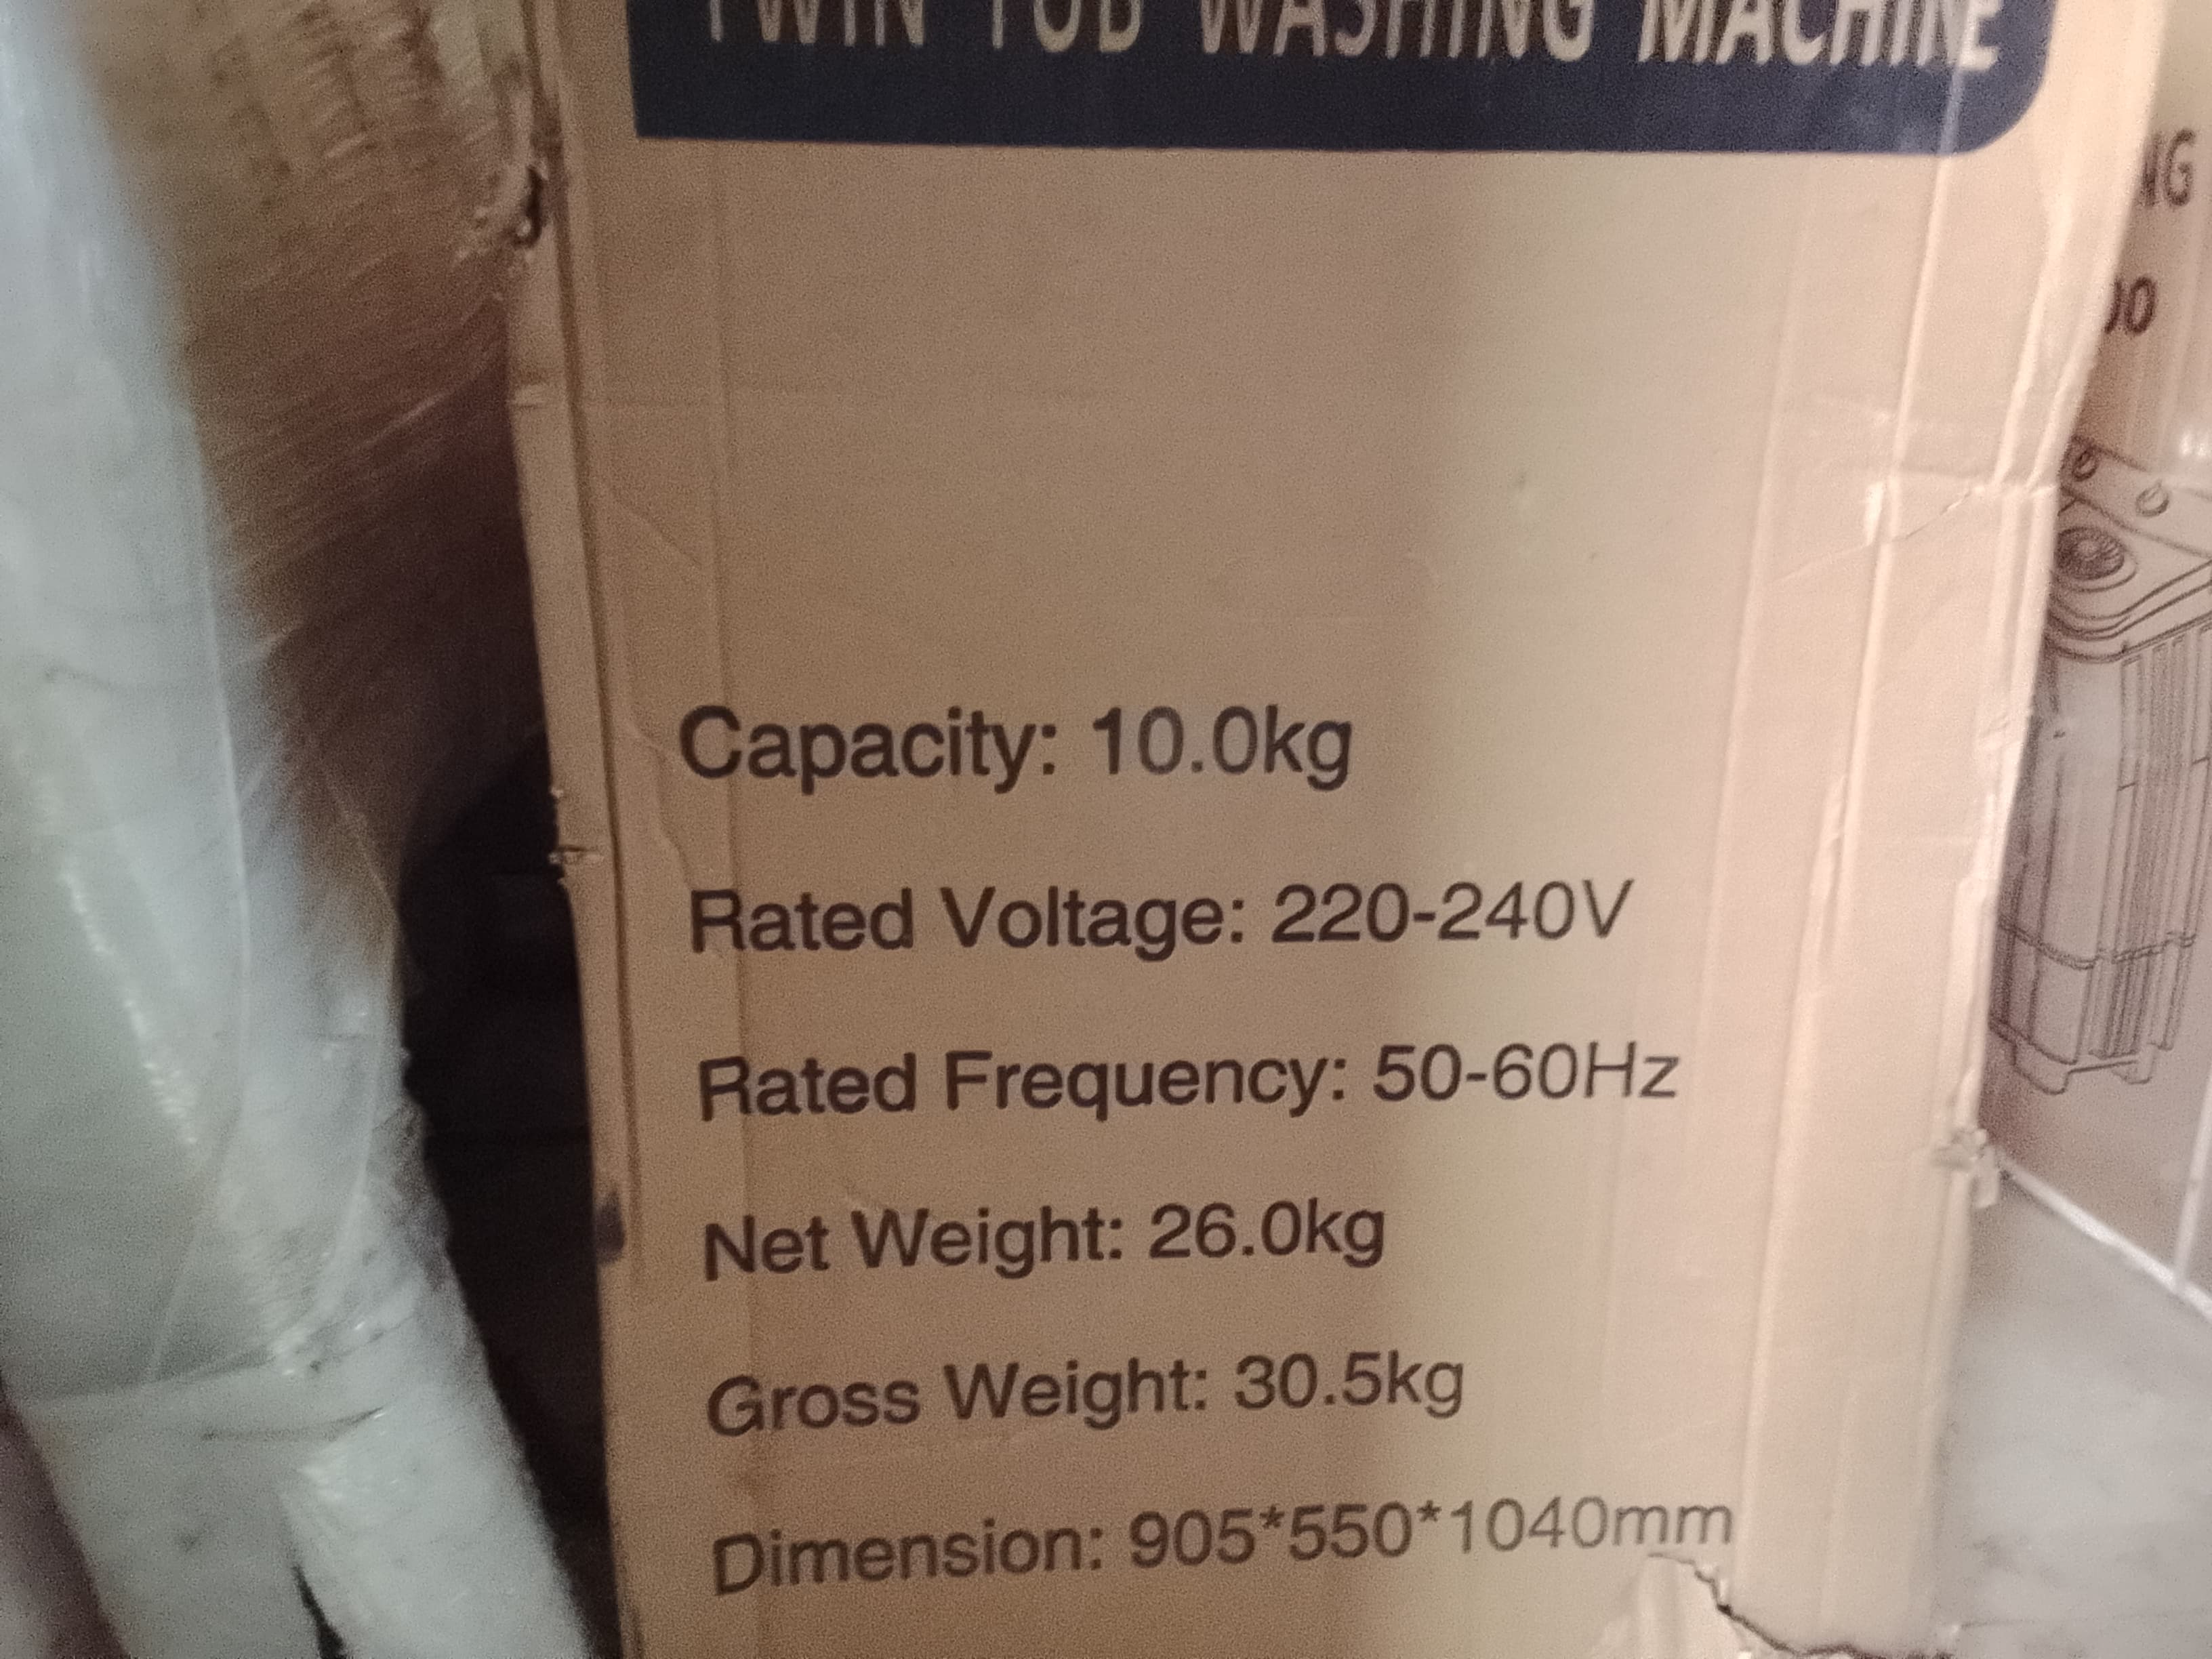 TWIN TUB WASHING MACHINE
Capacity: 10.0kg
Rated Voltage: 220-240V
Rated Frequency: 50-60Hz
Net Weight: 26.0kg
Gross Weight: 30.5kg
Dimension: 905*550*1040mm